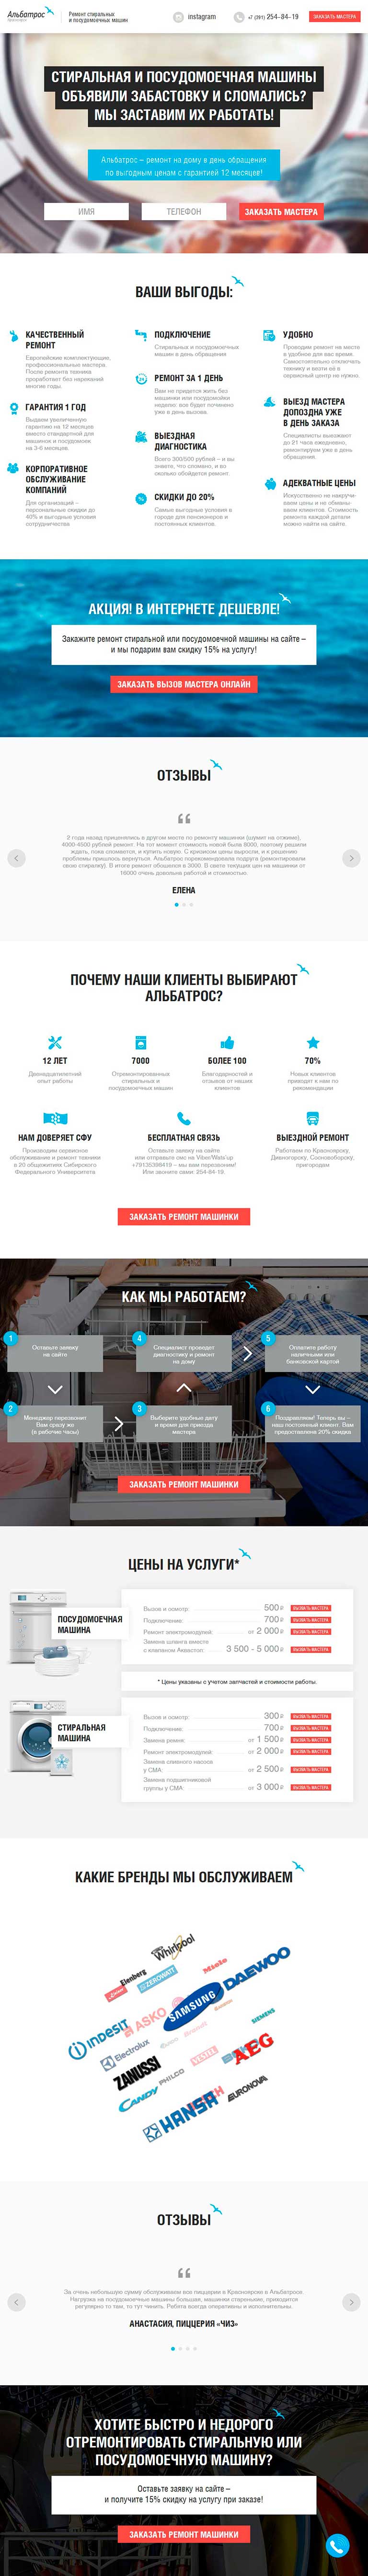 Альбатрос
Ремонт стиральных
и посудомоечных машин
instagram
+7 (391) 254-84-19
ЗАКАЗАТЬ МАСТЕРА
СТИРАЛЬНАЯ И ПОСУДОМОЕЧНАЯ МАШИНЫ
ОБЪЯВИЛИ ЗАБАСТОВКУ И СЛОМАЛИСЬ?
МЫ ЗАСТАВИМ ИХ РАБОТАТЬ!
Альбатрос – ремонт на дому в день обращения
по выгодным ценам с гарантией 12 месяцев!
ИМЯ
ТЕЛЕФОН
ЗАКАЗАТЬ МАСТЕРА
ВАШИ ВЫГОДЫ:
КАЧЕСТВЕННЫЙ
РЕМОНТ
Европейские комплектующие,
профессиональные мастера.
После ремонта техника
проработает без нареканий
многие годы.
ГАРАНТИЯ 1 ГОД
Выдаем увеличенную
гарантию на 12 месяцев
вместо стандартной для
машинок и посудомоек
на 3-6 месяцев.
КОРПОРАТИВНОЕ
ОБСЛУЖИВАНИЕ
КОМПАНИЙ
Для организаций –
персональные скидки до
40% и выгодные условия
сотрудничества
ПОДКЛЮЧЕНИЕ
Стиральных и посудомоечных
машин в день обращения
РЕМОНТ ЗА 1 ДЕНЬ
Вам не придется жить без
машинки или посудомойки
неделю: все будет починено
уже в день вызова.
ВЫЕЗДНАЯ
ДИАГНОСТИКА
Всего 300/500 рублей – и вы
знаете, что сломано, и во
сколько обойдется ремонт.
СКИДКИ ДО 20%
Самые выгодные условия в
городе для пенсионеров и
постоянных клиентов.
УДОБНО
Проводим ремонт на месте
в удобное для вас время.
Самостоятельно отключать
технику и везти её в
сервисный центр не нужно.
ВЫЕЗД МАСТЕРА
ДОПОЗДНА УЖЕ
В ДЕНЬ ЗАКАЗА
Специалисты выезжают
до 21 часа ежедневно,
ремонтируем уже в день
обращения.
АДЕКВАТНЫЕ ЦЕНЫ
Искусственно не накручи-
ваем цены и не обманы-
ваем клиентов. Стоимость
ремонта каждой детали
можно найти на сайте.
АКЦИЯ! В ИНТЕРНЕТЕ ДЕШЕВЛЕ!
Закажите ремонт стиральной или посудомоечной машины на сайте –
и мы подарим вам скидку 15% на услугу!
ЗАКАЗАТЬ ВЫЗОВ МАСТЕРА ОНЛАЙН
ОТЗЫВЫ
2 года назад приценялись в другом месте по ремонту машинки (шумит на отжиме),
4000-4500 рублей ремонт. На тот момент стоимость новой была 8000, поэтому решили
ждать, пока сломается, и купить новую. С кризисом цены выросли, и к решению
проблемы пришлось вернуться. Альбатрос порекомендовала подруга (ремонтировали
свою стиралку). В итоге ремонт обошелся в 3000. В свете текущих цен на машинки от
16000 очень довольна работой и стоимостью.
ЕЛЕНА
ПОЧЕМУ НАШИ КЛИЕНТЫ ВЫБИРАЮТ
АЛЬБАТРОС?
12 ЛЕТ
Двенадцатилетний
опыт работы
7000
Отремонтированных
стиральных и
посудомоечных машин
БОЛЕЕ 100
Благодарностей и
отзывов от наших
клиентов
70%
Новых клиентов
приходят к нам по
рекомендации
НАМ ДОВЕРЯЕТ СФУ
Производим сервисное
обслуживание и ремонт техники
в 20 общежитиях Сибирского
Федерального Университета
БЕСПЛАТНАЯ СВЯЗЬ
Оставьте заявку на сайте
или отправьте смс на Viber/Wats'up
+79135398419 – мы вам перезвоним!
Или звоните сами: 254-84-19.
ВЫЕЗДНОЙ РЕМОНТ
Работаем по Красноярску,
Дивногорску, Сосновоборску,
пригородам
ЗАКАЗАТЬ РЕМОНТ МАШИНКИ
КАК МЫ РАБОТАЕМ?
1
Оставьте заявку
на сайте
4
Специалист проведет
диагностику и ремонт
на дому
5
Оплатите работу
наличными или
банковской картой
2
Менеджер перезвонит
Вам сразу же
(в рабочие часы)
3
Выберите удобные дату
и время для приезда
мастера
6
Поздравляем! Теперь вы –
наш постоянный клиент. Вам
предоставлена 20% скидка
ЗАКАЗАТЬ РЕМОНТ МАШИНКИ
ЦЕНЫ НА УСЛУГИ*
ПОСУДОМОЕЧНАЯ
МАШИНА
Вызов и осмотр: 500 ₽ ВЫЗВАТЬ МАСТЕРА
Подключение: 700 ₽ ВЫЗВАТЬ МАСТЕРА
Ремонт электромодулей: от 2 000 ₽ ВЫЗВАТЬ МАСТЕРА
Замена шланга вместе
с клапаном Аквастоп: 3 500 - 5 000 ₽ ВЫЗВАТЬ МАСТЕРА
* Цены указаны с учетом запчастей и стоимости работы.
СТИРАЛЬНАЯ
МАШИНА
Вызов и осмотр: 300 ₽ ВЫЗВАТЬ МАСТЕРА
Подключение: 700 ₽ ВЫЗВАТЬ МАСТЕРА
Замена ремня: от 1 500 ₽ ВЫЗВАТЬ МАСТЕРА
Ремонт электромодулей: от 2 000 ₽ ВЫЗВАТЬ МАСТЕРА
Замена сливного насоса
у СМА: от 2 500 ₽ ВЫЗВАТЬ МАСТЕРА
Замена подшипниковой
группы у СМА: от 3 000 ₽ ВЫЗВАТЬ МАСТЕРА
КАКИЕ БРЕНДЫ МЫ ОБСЛУЖИВАЕМ
Whirlpool
Elenberg
ZEROWATT
Miele
DAEWOO
SAMSUNG
ASKO
INDESIT
Electrolux
SIEMENS
AEG
VESTEL
ZANUSSI
PHILCO
CANDY
EURONOVA
HANSA
ОТЗЫВЫ
За очень небольшую сумму обслуживаем все пиццерии в Красноярске в Альбатросе.
Нагрузка на посудомоечные машины большая, машинки старенькие, приходится
регулярно то там, то тут чинить. Ребята всегда оперативны и исполнительны.
АНАСТАСИЯ, ПИЦЦЕРИЯ «ЧИЗ»
ХОТИТЕ БЫСТРО И НЕДОРОГО
ОТРЕМОНТИРОВАТЬ СТИРАЛЬНУЮ ИЛИ
ПОСУДОМОЕЧНУЮ МАШИНУ?
Оставьте заявку на сайте –
и получите 15% скидку на услугу при заказе!
ЗАКАЗАТЬ РЕМОНТ МАШИНКИ